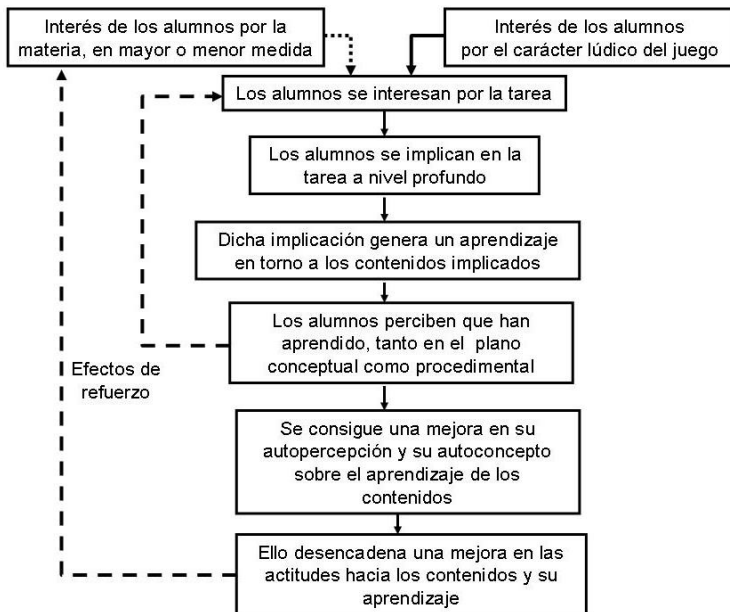 Interés de los alumnos por la
materia, en mayor o menor medida
Interés de los alumnos
por el carácter lúdico del juego
Los alumnos se interesan por la tarea
Los alumnos se implican en la
tarea a nivel profundo
Dicha implicación genera un aprendizaje
en torno a los contenidos implicados
Los alumnos perciben que han
aprendido, tanto en el plano
conceptual como procedimental
Efectos de
refuerzo
Se consigue una mejora en su
autopercepción y su autoconcepto
sobre el aprendizaje de los
contenidos
Ello desencadena una mejora en las
actitudes hacia los contenidos y su
aprendizaje